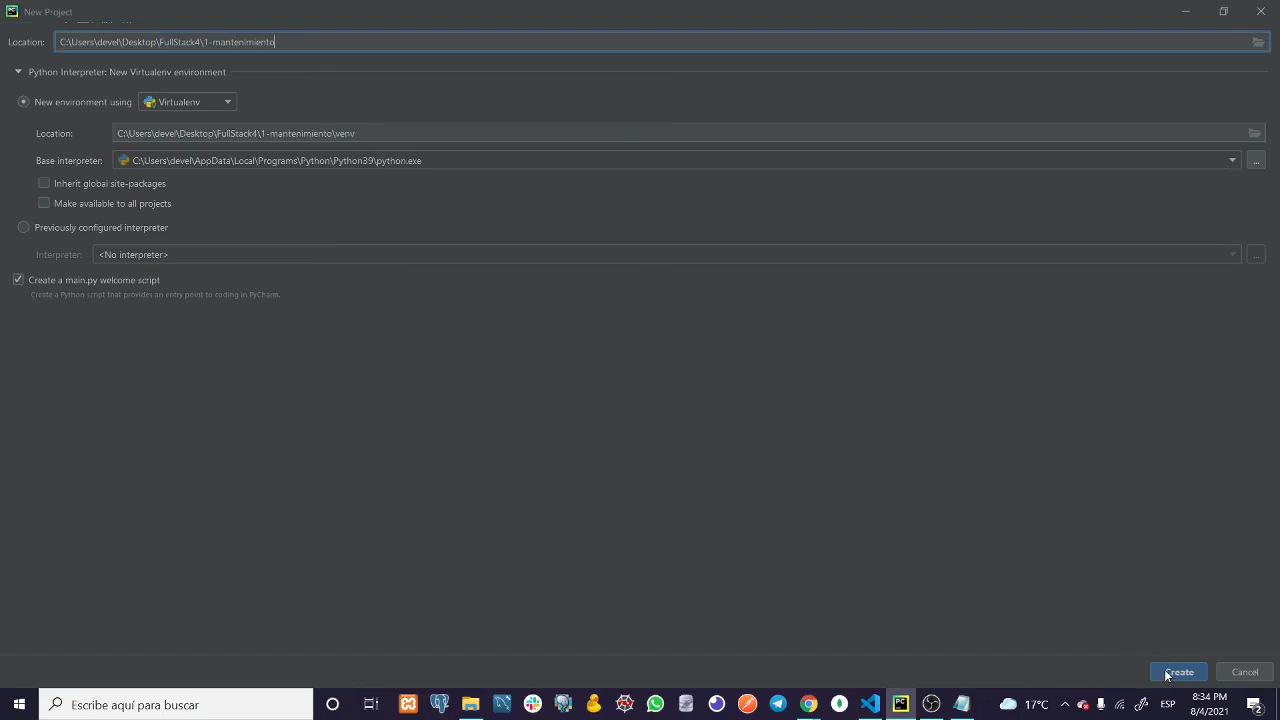 New Project
Location: C:\Users\devel\Desktop\FullStack4\1-mantenimiento
Python Interpreter: New Virtualenv environment
New environment using Virtualenv
Location: C:\Users\devel\Desktop\FullStack4\1-mantenimiento\venv
Base interpreter: C:\Users\devel\AppData\Local\Programs\Python\Python39\python.exe ...
Inherit global site-packages
Make available to all projects
Previously configured interpreter
Interpreter: <No interpreter> ...
Create a main.py welcome script
Create a Python script that provides an entry point to coding in PyCharm.
Create Cancel
Escribe aquí para buscar
17°C ESP 8:34 PM
8/4/2021 2